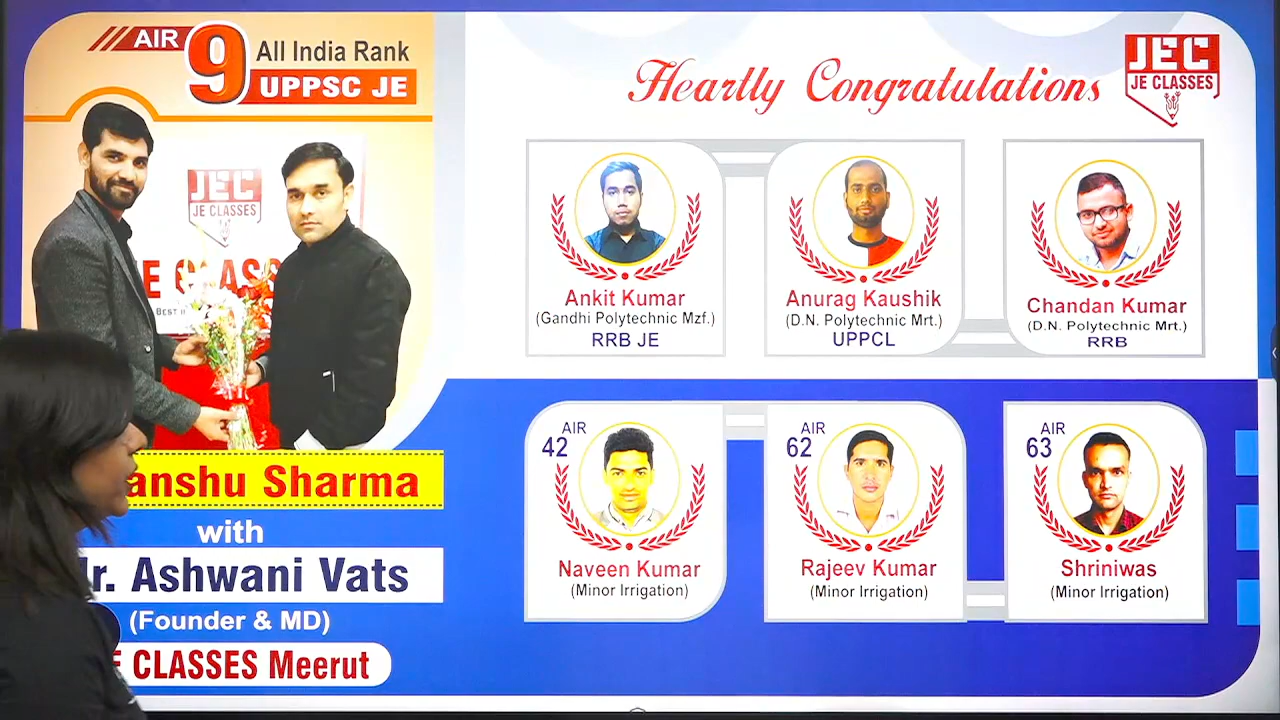 AIR 9 All India Rank
UPPSC JE
JEC
JE CLASSES
BEST
anshu Sharma
with
r. Ashwani Vats
(Founder & MD)
E CLASSES Meerut
Heartly Congratulations
JEC
JE CLASSES
Ankit Kumar
(Gandhi Polytechnic Mzf.)
RRB JE
Anurag Kaushik
(D.N. Polytechnic Mrt.)
UPPCL
Chandan Kumar
(D.N. Polytechnic Mrt.)
RRB
AIR
42
Naveen Kumar
(Minor Irrigation)
AIR
62
Rajeev Kumar
(Minor Irrigation)
AIR
63
Shriniwas
(Minor Irrigation)